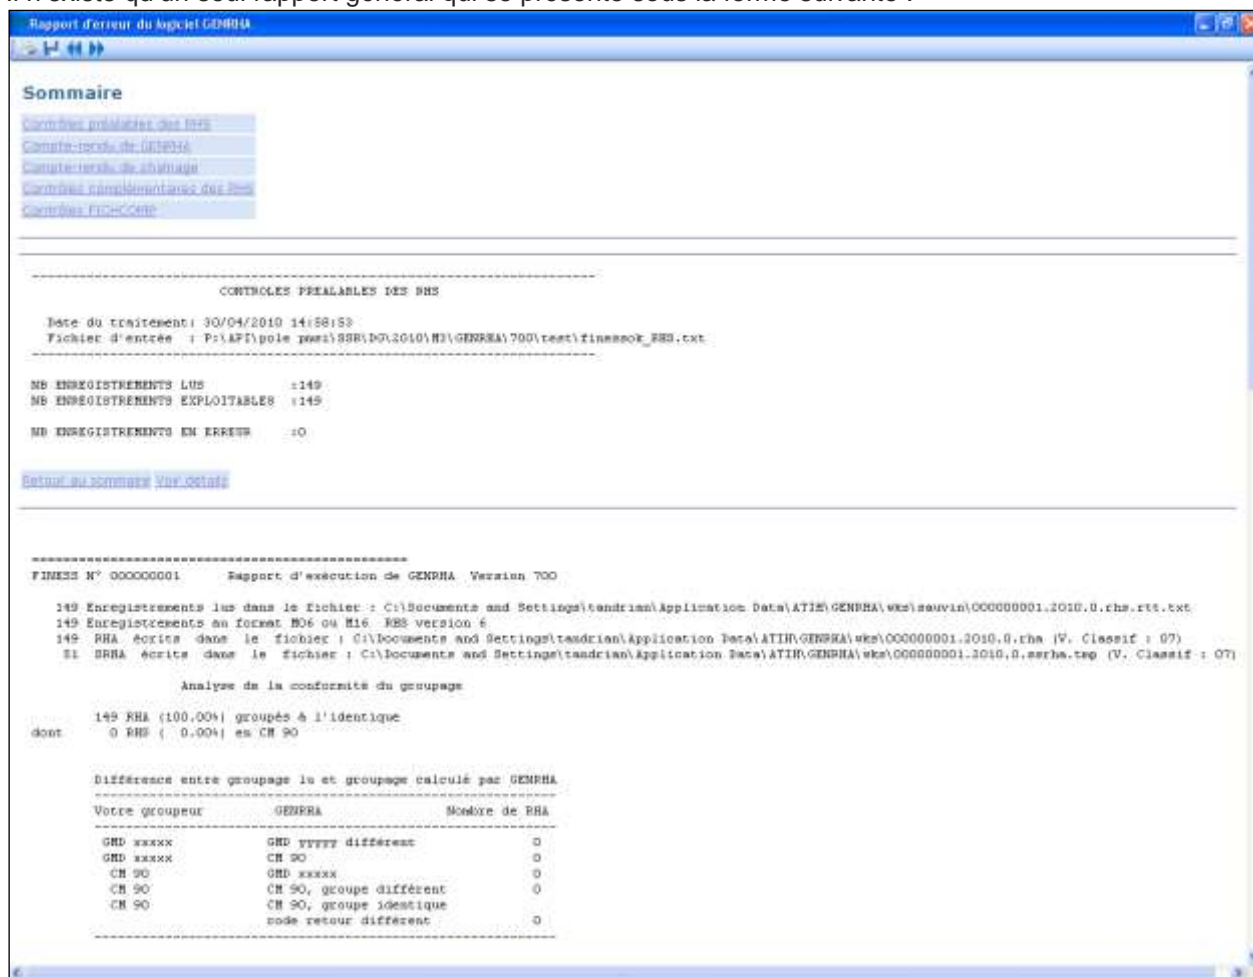 Il n'existe qu'un seul rapport général qui se présente sous la forme suivante :
Rapport d'erreur du logiciel GENRHA
Sommaire
Contrôles préalables des RHS
Compte-rendu de GENRHA
Compte-rendu de chainage
Contrôles complémentaires des RHS
Contrôles FICHCOMP
CONTROLES PREALABLES DES RHS
Date du traitement: 30/04/2010 14:58:53
Fichier d'entrée : P:\API\pole pmsi\SSR\DG\2010\M3\GENRHA\700\test\finessok_RHS.txt
NB ENREGISTREMENTS LUS :149
NB ENREGISTREMENTS EXPLOITABLES :149
NB ENREGISTREMENTS EN ERREUR :0
Retour au sommaire Voir détails
FINESS N° 000000001 Rapport d'exécution de GENRHA Version 700
149 Enregistrements lus dans le fichier : C:\Documents and Settings\tandrian\Application Data\ATIH\GENRHA\wks\sauvin\000000001.2010.0.rhs.rtt.txt
149 Enregistrements au format M06 ou M16 RHS version 6
149 RHA écrits dans le fichier : C:\Documents and Settings\tandrian\Application Data\ATIH\GENRHA\wks\000000001.2010.0.rha (V. Classif : 07)
81 SRHA écrits dans le fichier : C:\Documents and Settings\tandrian\Application Data\ATIH\GENRHA\wks\000000001.2010.0.ssrha.tmp (V. Classif : 07)
Analyse de la conformité du groupage
149 RHA (100.00%) groupés à l'identique
dont 0 RHS ( 0.00%) en CM 90
Différence entre groupage lu et groupage calculé par GENRHA
Votre groupeur GENRHA Nombre de RHA
GMD xxxxx GMD yyyyy différent 0
GMD xxxxx CM 90 0
CM 90 GMD xxxxx 0
CM 90 CM 90, groupe différent 0
CM 90 CM 90, groupe identique
code retour différent 0